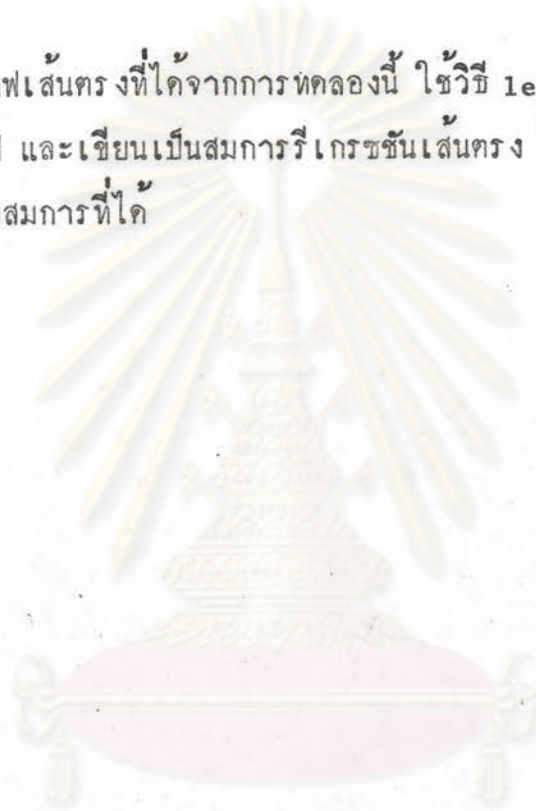 ฟเส้นตรงที่ได้จากการทดลองนี้ ใช้วิธี le
และเขียนเป็นสมการรีเกรซชันเส้นตรง
สมการที่ได้